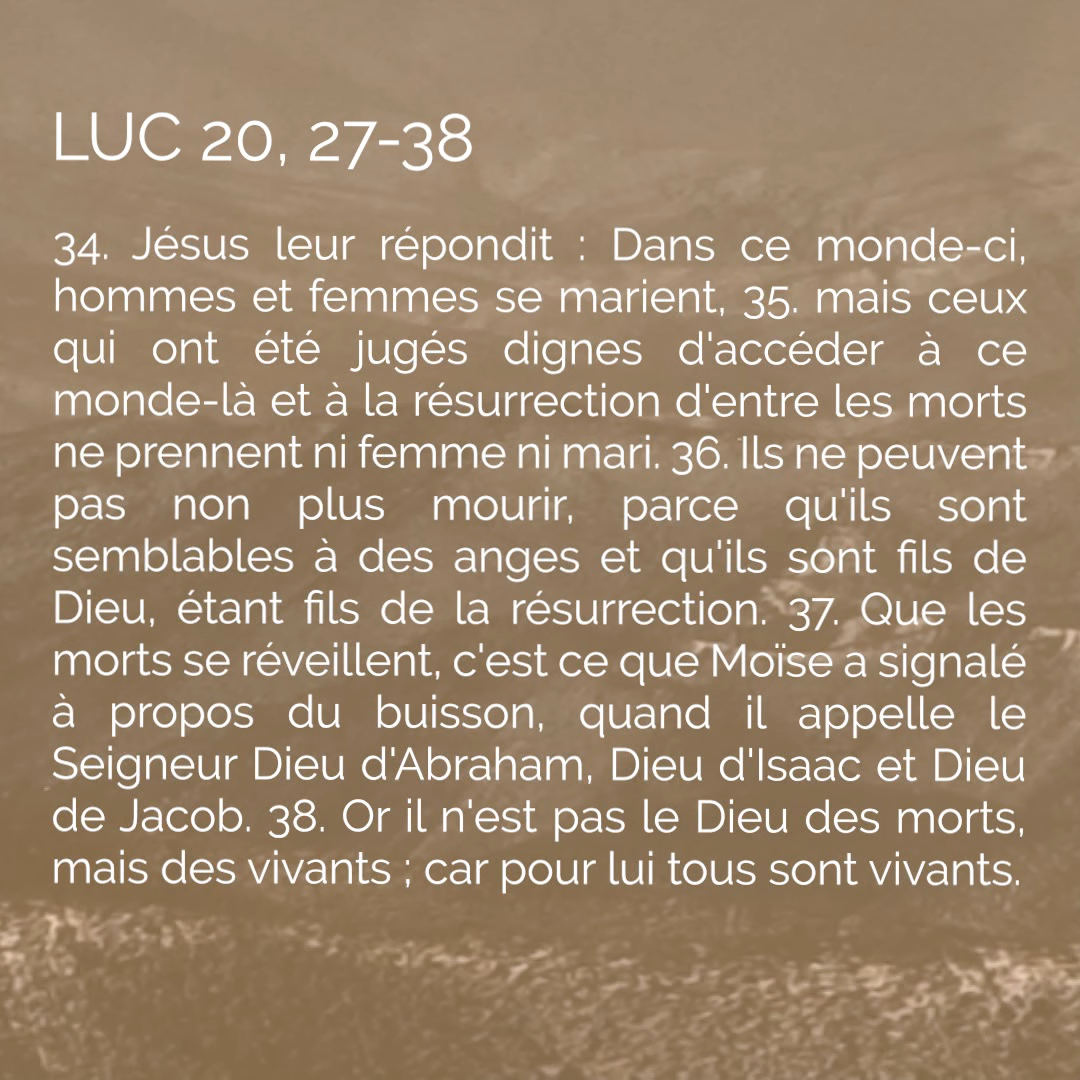 LUC 20, 27-38
34. Jésus leur répondit : Dans ce monde-ci,
hommes et femmes se marient, 35. mais ceux
qui ont été jugés dignes d'accéder à ce
monde-là et à la résurrection d'entre les morts
ne prennent ni femme ni mari. 36. Ils ne peuvent
pas non plus mourir, parce qu'ils sont
semblables à des anges et qu'ils sont fils de
Dieu, étant fils de la résurrection. 37. Que les
morts se réveillent, c'est ce que Moïse a signalé
à propos du buisson, quand il appelle le
Seigneur Dieu d'Abraham, Dieu d'Isaac et Dieu
de Jacob. 38. Or il n'est pas le Dieu des morts,
mais des vivants ; car pour lui tous sont vivants.